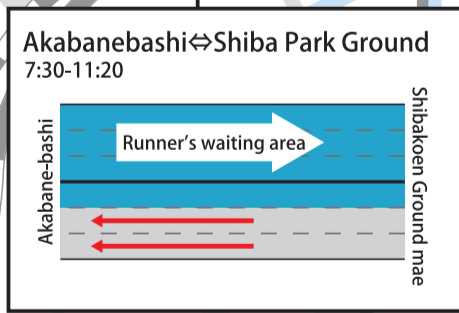 Akabanebashi⇔Shiba Park Ground
7:30-11:20
Akabane-bashi
Runner's waiting area
Shibakoen Ground mae